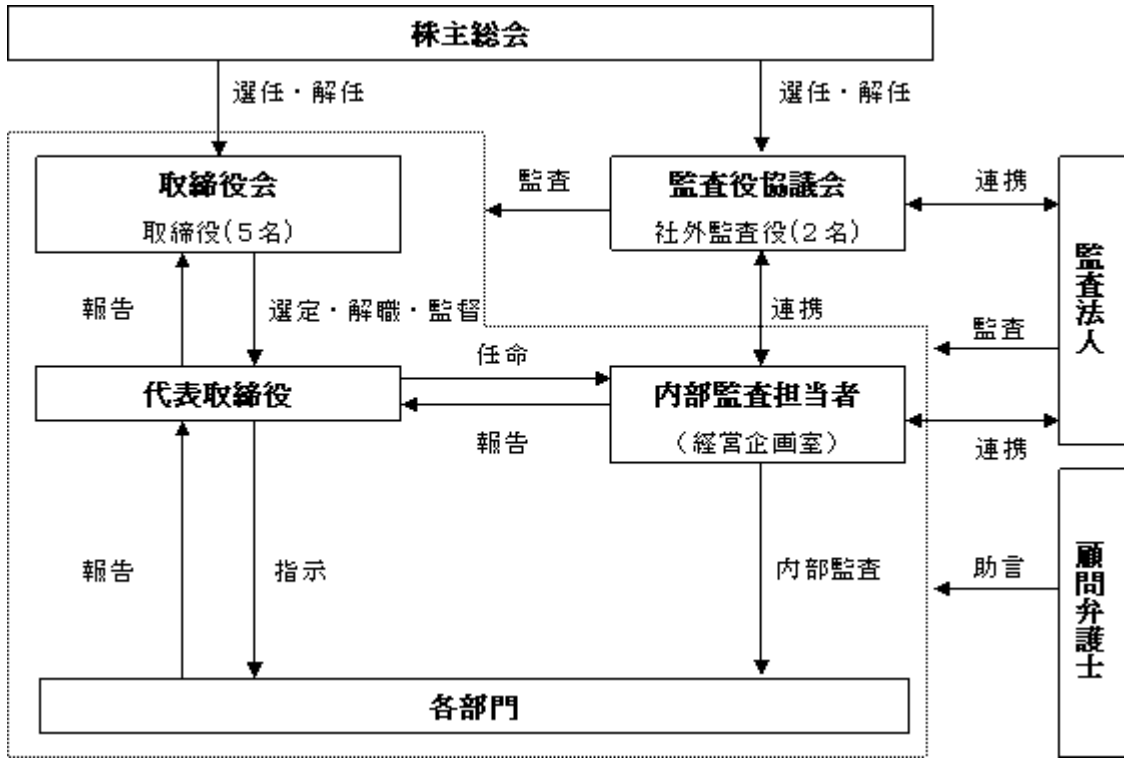 株主総会
選任・解任
選任・解任
取締役会
取締役(5名)
監査
監査役協議会
社外監査役(2名)
連携
監査法人
報告
選定・解職・監督
連携
監査
任命
代表取締役
内部監査担当者
(経営企画室)
報告
連携
報告
指示
内部監査
助言
顧問弁護士
各部門